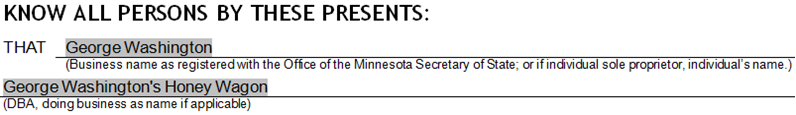 KNOW ALL PERSONS BY THESE PRESENTS:
THAT George Washington
(Business name as registered with the Office of the Minnesota Secretary of State; or if individual sole proprietor, individual's name.)
George Washington's Honey Wagon
(DBA, doing business as name if applicable)